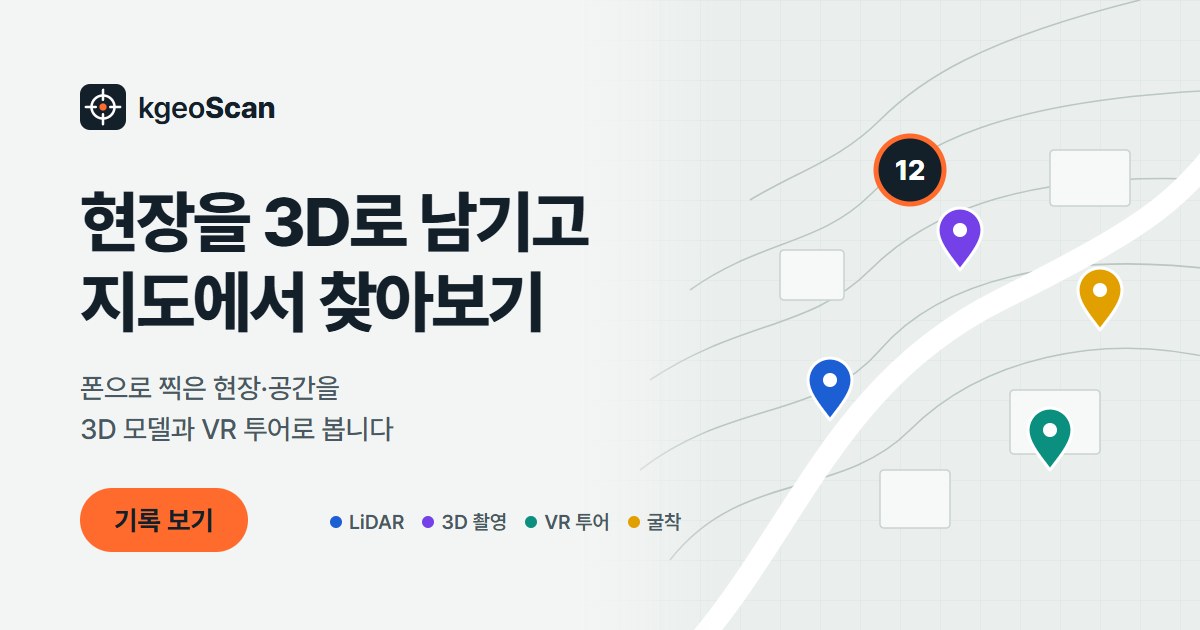 kgeoScan
현장을 3D로 남기고
지도에서 찾아보기
폰으로 찍은 현장·공간을
3D 모델과 VR 투어로 봅니다
기록 보기
LiDAR 3D 촬영 VR 투어 굴착
12